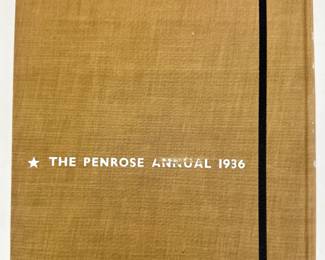 ★ THE PENROSE ANNUAL 1936